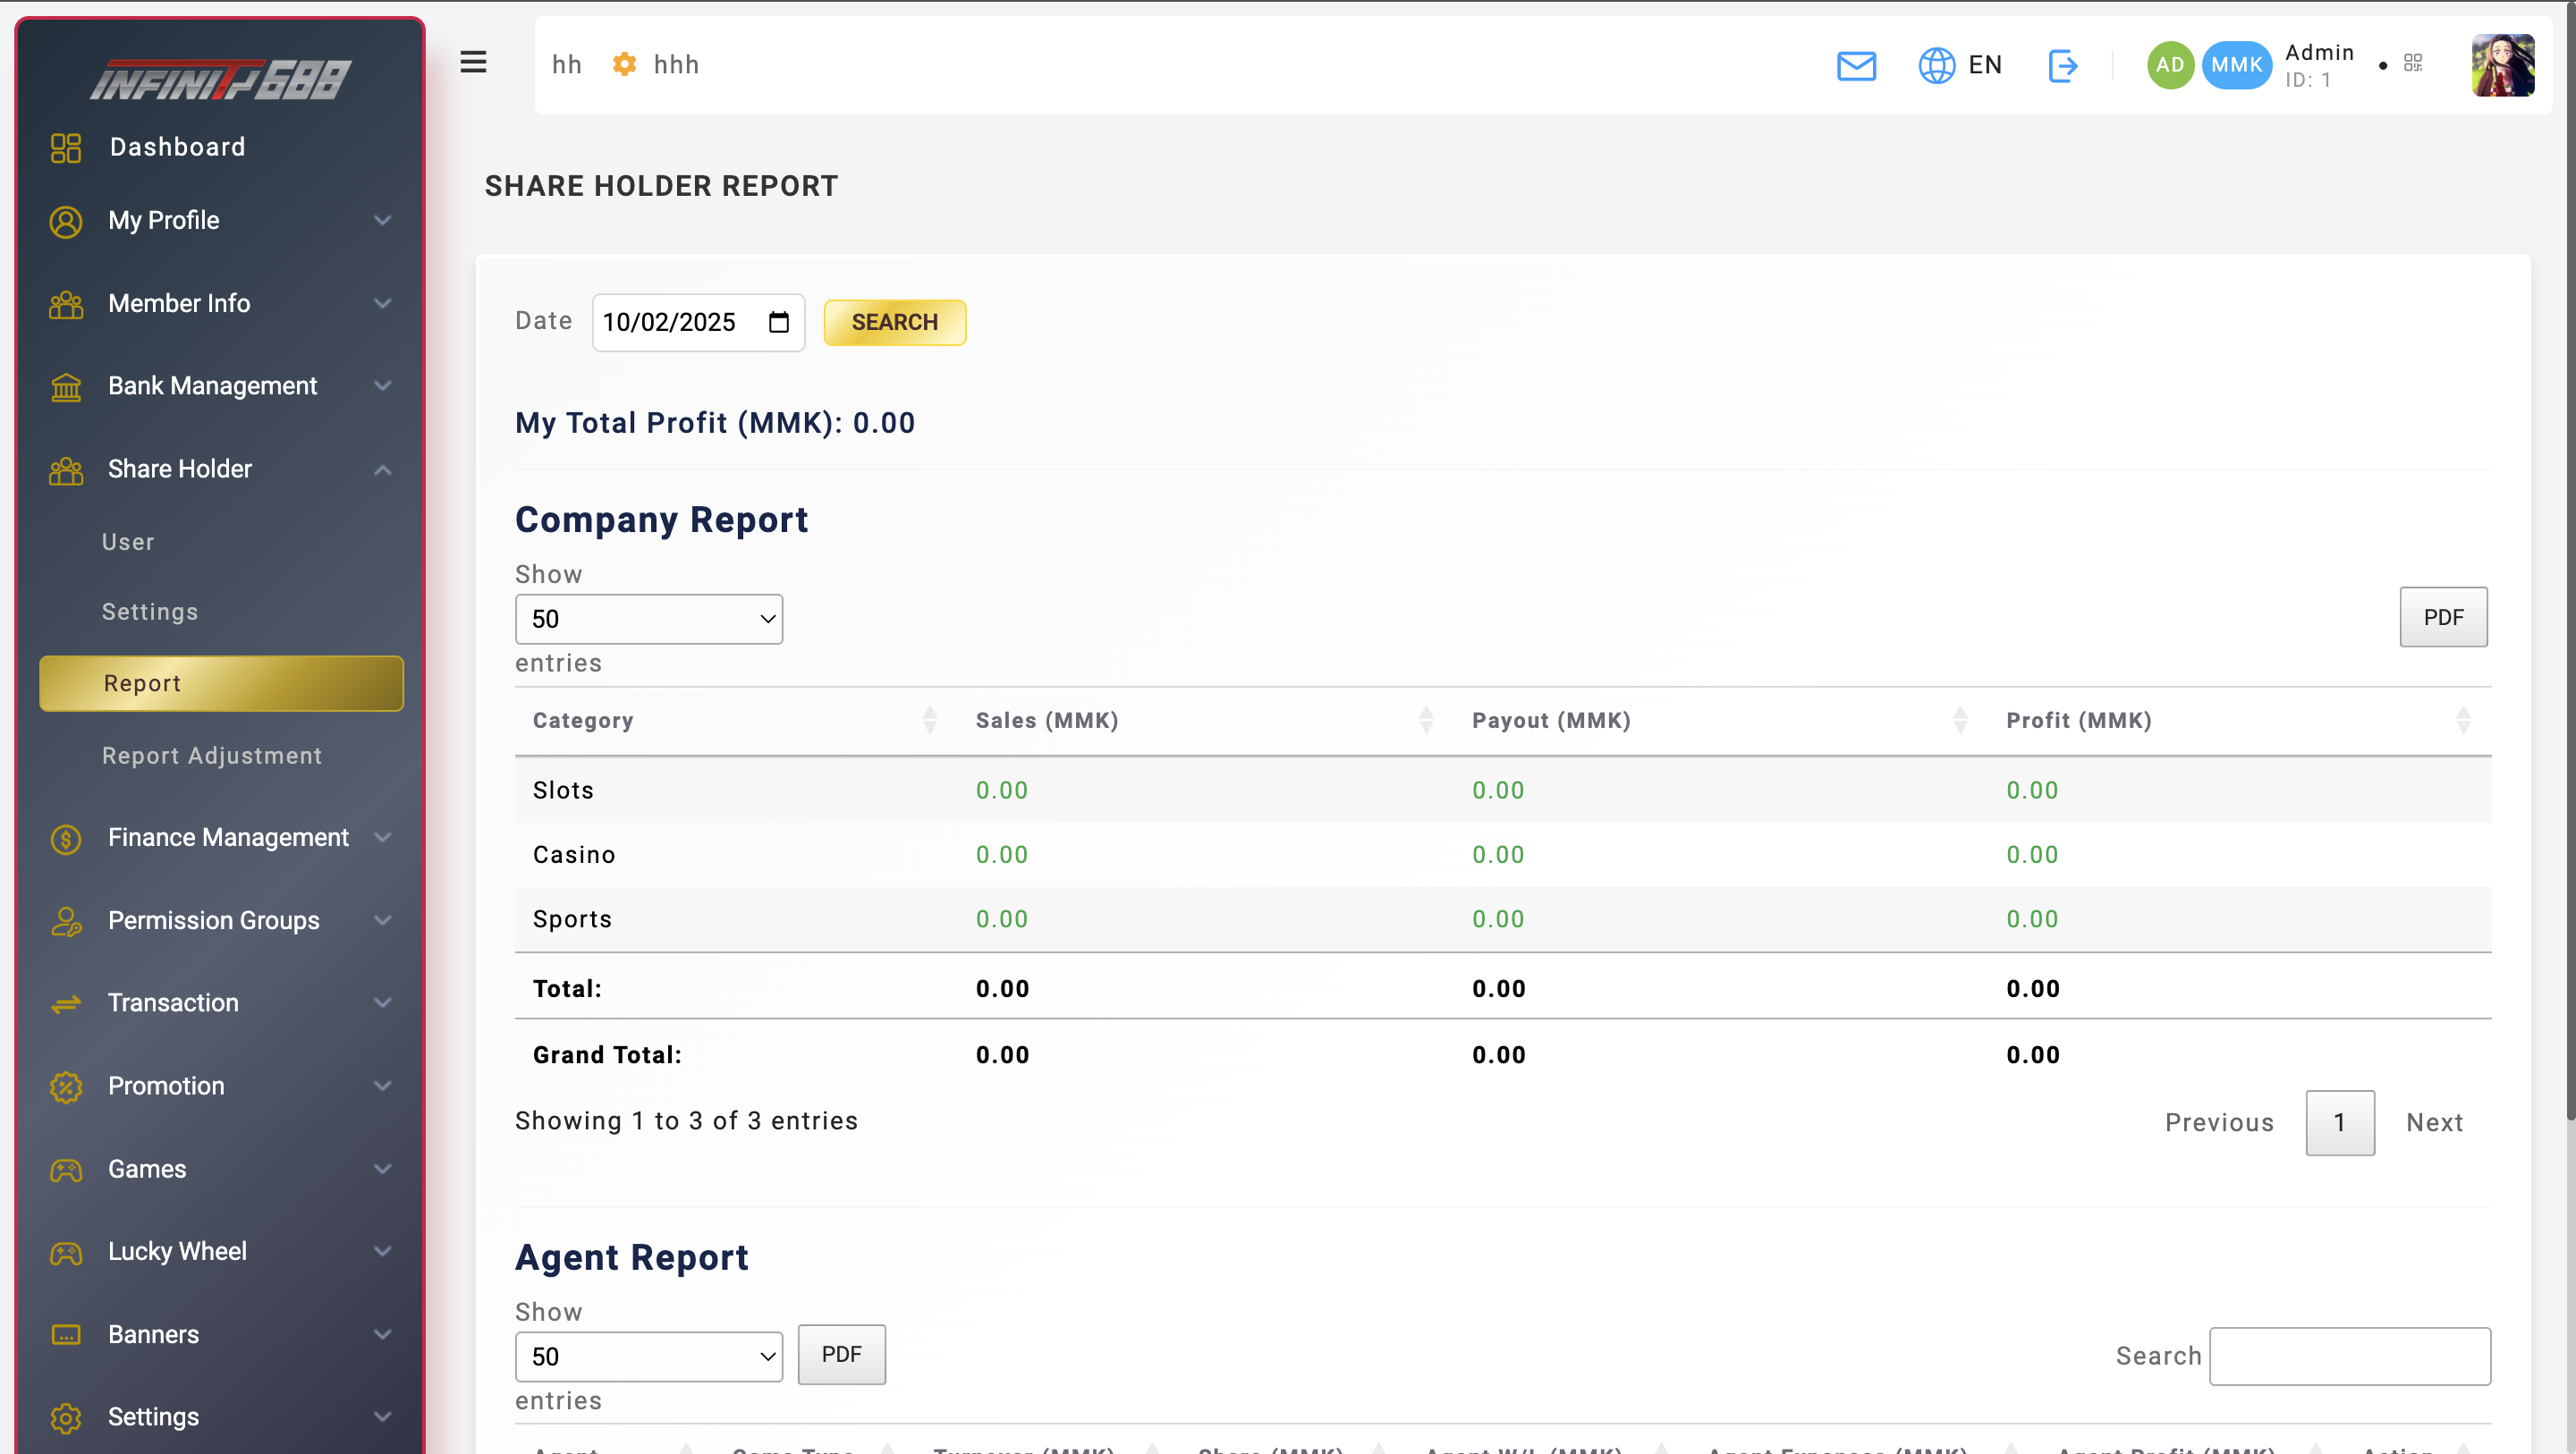 INFINITY688
Dashboard
My Profile
Member Info
Bank Management
Share Holder
User
Settings
Report
Report Adjustment
Finance Management
Permission Groups
Transaction
Promotion
Games
Lucky Wheel
Banners
Settings
hh hhh
EN
AD MMK Admin
ID: 1
SHARE HOLDER REPORT
Date 10/02/2025 SEARCH
My Total Profit (MMK): 0.00
Company Report
Show
50
entries
PDF
Category Sales (MMK) Payout (MMK) Profit (MMK)
Slots 0.00 0.00 0.00
Casino 0.00 0.00 0.00
Sports 0.00 0.00 0.00
Total: 0.00 0.00 0.00
Grand Total: 0.00 0.00 0.00
Showing 1 to 3 of 3 entries
Previous 1 Next
Agent Report
Show
50 PDF
entries
Search